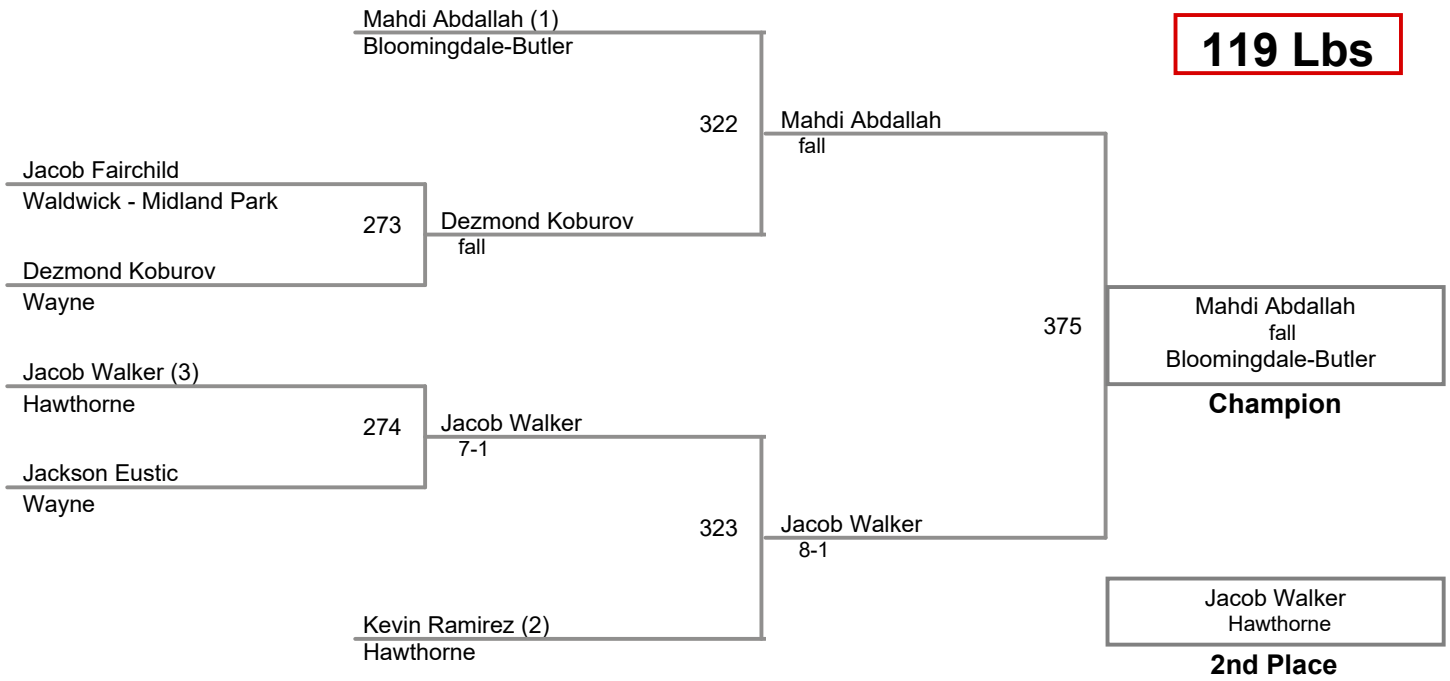 Mahdi Abdallah (1)
Bloomingdale-Butler
119 Lbs
322
Mahdi Abdallah
fall
Jacob Fairchild
Waldwick - Midland Park
273
Dezmond Koburov
fall
Dezmond Koburov
Wayne
375
Mahdi Abdallah
fall
Bloomingdale-Butler
Champion
Jacob Walker (3)
Hawthorne
274
Jacob Walker
7-1
Jackson Eustic
Wayne
323
Jacob Walker
8-1
Kevin Ramirez (2)
Hawthorne
Jacob Walker
Hawthorne
2nd Place